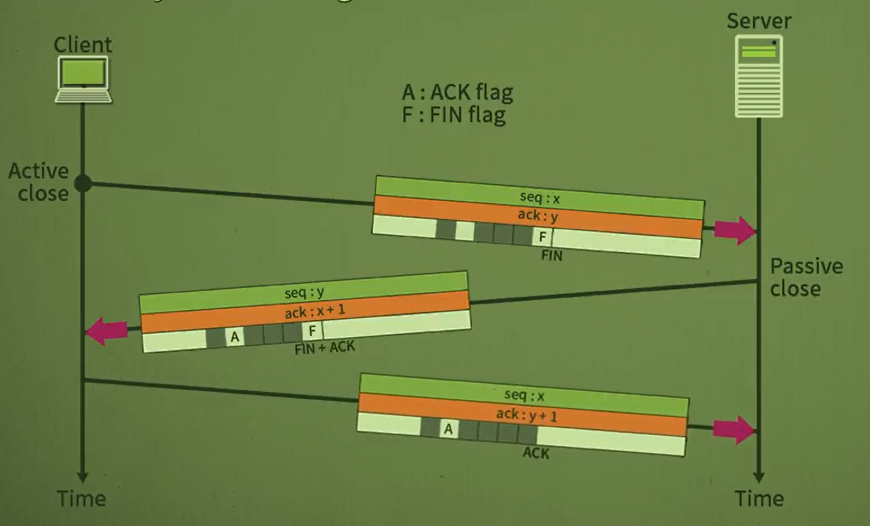 Client
Server
A : ACK flag
F : FIN flag
Active
close
seq : x
ack : y
F
FIN
Passive
close
seq : y
ack : x + 1
A
F
FIN + ACK
seq : x
ack : y + 1
A
ACK
Time
Time